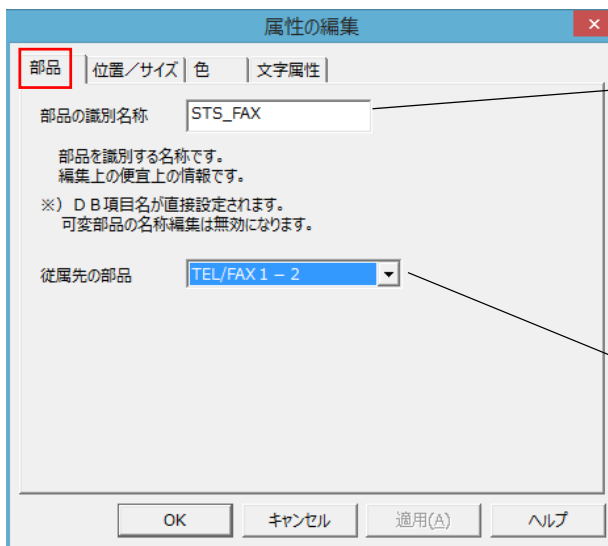 属性の編集
部品 位置／サイズ 色 文字属性
部品の識別名称 STS_FAX
部品を識別する名称です。
編集上の便宜上の情報です。
※）ＤＢ項目名が直接設定されます。
可変部品の名称編集は無効になります。
従属先の部品 TEL/FAX１－２
OK キャンセル 適用(A) ヘルプ